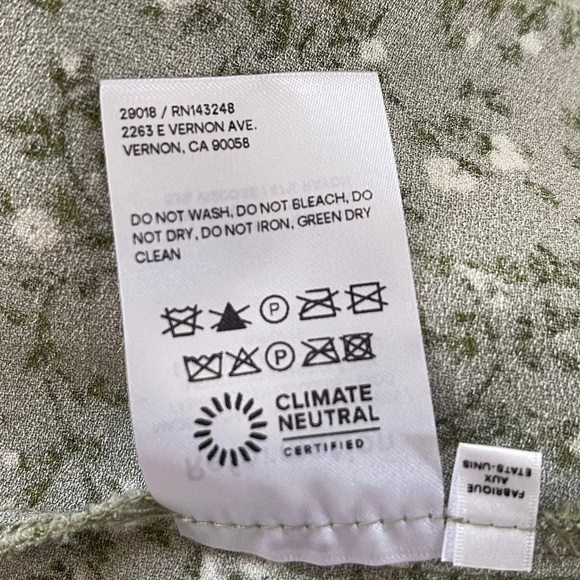 29018 / RN143248
2263 E VERNON AVE.
VERNON, CA 90058
DO NOT WASH, DO NOT BLEACH, DO
NOT DRY, DO NOT IRON, GREEN DRY
CLEAN
P
P
CLIMATE
NEUTRAL
CERTIFIED
FABRIQUE
AUX
ETATS-UNIS